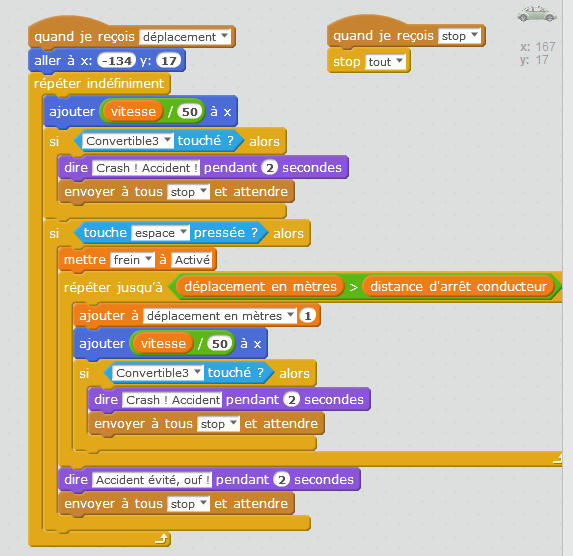 quand je reçois déplacement
aller à x: -134 y: 17
répéter indéfiniment
ajouter vitesse / 50 à x
si Convertible3 touché ? alors
dire Crash ! Accident ! pendant 2 secondes
envoyer à tous stop et attendre
si touche espace pressée ? alors
mettre frein à Activé
répéter jusqu'à déplacement en mètres > distance d'arrêt conducteur
ajouter à déplacement en mètres 1
ajouter vitesse / 50 à x
si Convertible3 touché ? alors
dire Crash ! Accident pendant 2 secondes
envoyer à tous stop et attendre
dire Accident évité, ouf ! pendant 2 secondes
envoyer à tous stop et attendre
quand je reçois stop
stop tout
x: 167
y: 17